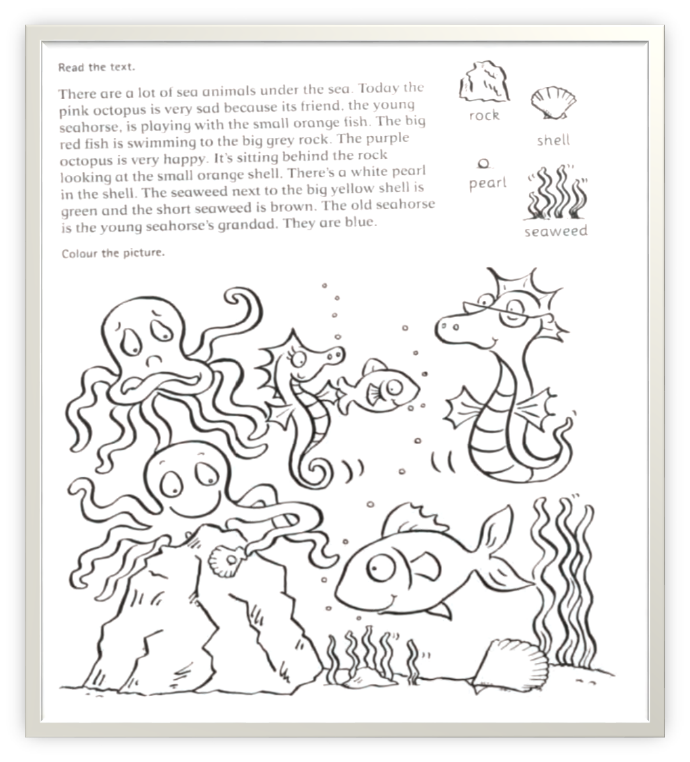 Read the text.
There are a lot of sea animals under the sea. Today the
pink octopus is very sad because its friend, the young
seahorse, is playing with the small orange fish. The big
red fish is swimming to the big grey rock. The purple
octopus is very happy. It's sitting behind the rock
looking at the small orange shell. There's a white pearl
in the shell. The seaweed next to the big yellow shell is
green and the short seaweed is brown. The old seahorse
is the young seahorse's grandad. They are blue.
rock
shell
pearl
seaweed
Colour the picture.